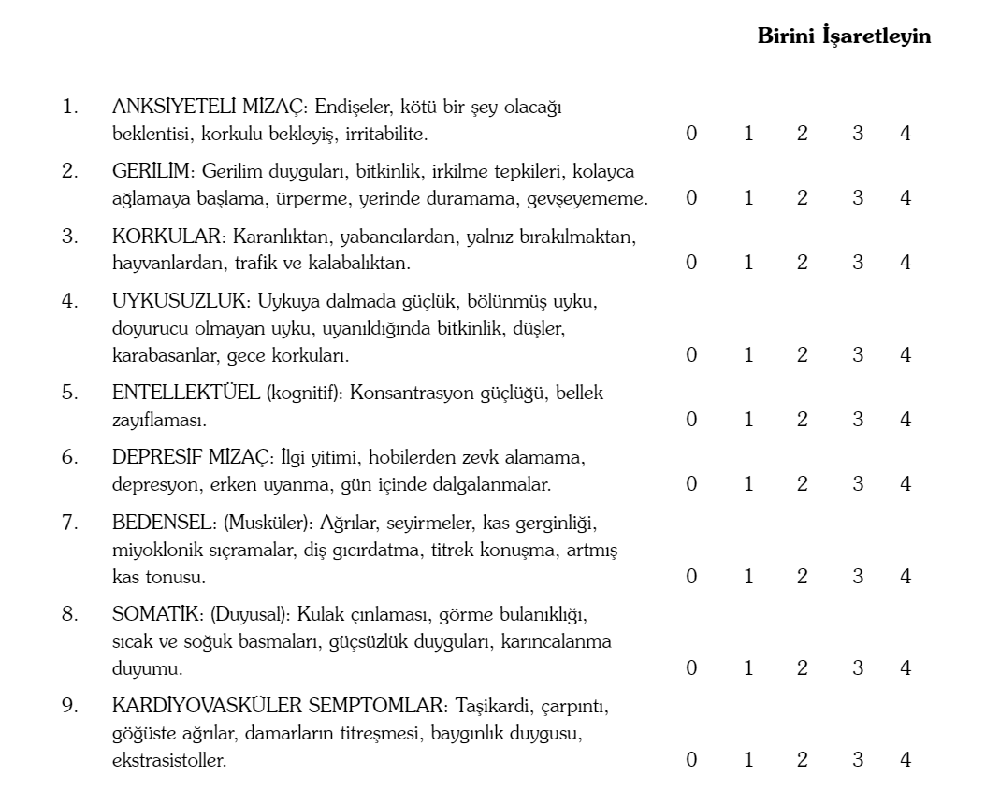 Birini İşaretleyin
1. ANKSİYETELİ MİZAÇ: Endişeler, kötü bir şey olacağı
beklentisi, korkulu bekleyiş, irritabilite. 0 1 2 3 4
2. GERİLİM: Gerilim duyguları, bitkinlik, irkilme tepkileri, kolayca
ağlamaya başlama, ürperme, yerinde duramama, gevşeyememe. 0 1 2 3 4
3. KORKULAR: Karanlıktan, yabancılardan, yalnız bırakılmaktan,
hayvanlardan, trafik ve kalabalıktan. 0 1 2 3 4
4. UYKUSUZLUK: Uykuya dalmada güçlük, bölünmüş uyku,
doyurucu olmayan uyku, uyanıldığında bitkinlik, düşler,
karabasanlar, gece korkuları. 0 1 2 3 4
5. ENTELLEKTÜEL (kognitif): Konsantrasyon güçlüğü, bellek
zayıflaması. 0 1 2 3 4
6. DEPRESİF MİZAÇ: İlgi yitimi, hobilerden zevk alamama,
depresyon, erken uyanma, gün içinde dalgalanmalar. 0 1 2 3 4
7. BEDENSEL: (Musküler): Ağrılar, seyirmeler, kas gerginliği,
miyoklonik sıçramalar, diş gıcırdatma, titrek konuşma, artmış
kas tonusu. 0 1 2 3 4
8. SOMATİK: (Duyusal): Kulak çınlaması, görme bulanıklığı,
sıcak ve soğuk basmaları, güçsüzlük duyguları, karıncalanma
duyumu. 0 1 2 3 4
9. KARDİYOVASKÜLER SEMPTOMLAR: Taşikardi, çarpıntı,
göğüste ağrılar, damarların titreşmesi, baygınlık duygusu,
ekstrasistoller. 0 1 2 3 4